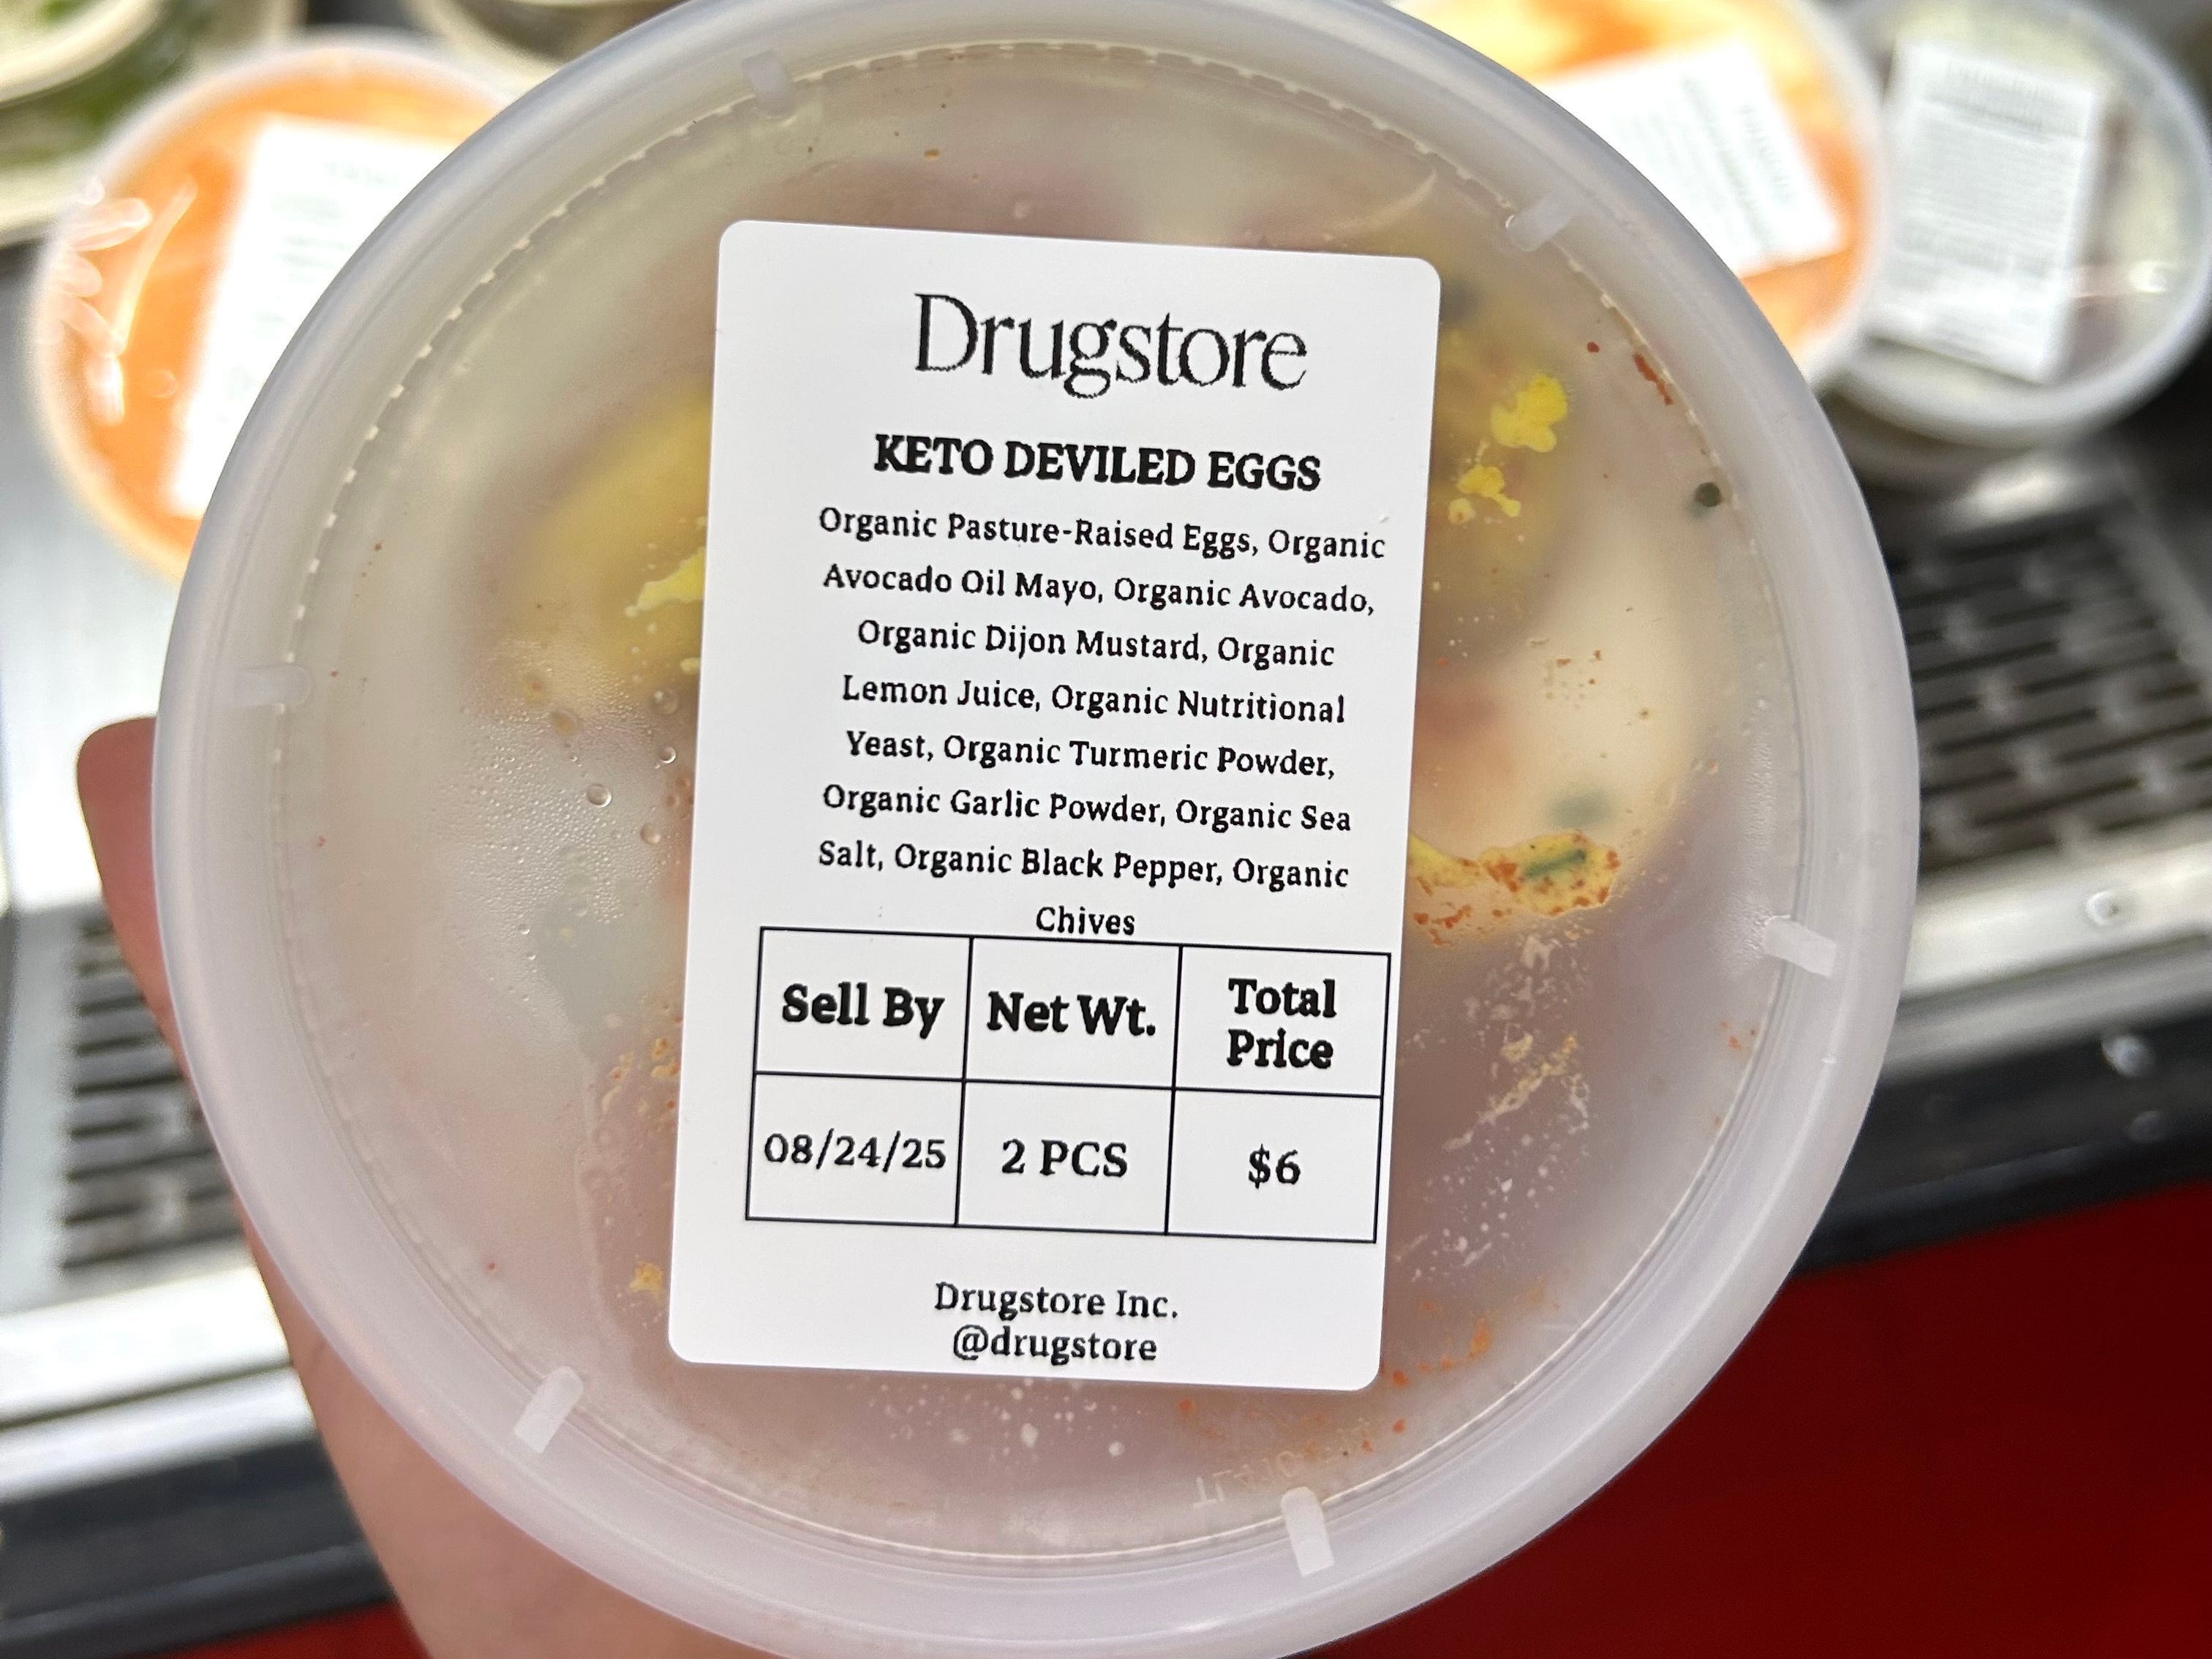 Drugstore
KETO DEVILED EGGS
Organic Pasture-Raised Eggs, Organic
Avocado Oil Mayo, Organic Avocado,
Organic Dijon Mustard, Organic
Lemon Juice, Organic Nutritional
Yeast, Organic Turmeric Powder,
Organic Garlic Powder, Organic Sea
Salt, Organic Black Pepper, Organic
Chives
Sell By Net Wt. Total Price
08/24/25 2 PCS $6
Drugstore Inc.
@drugstore